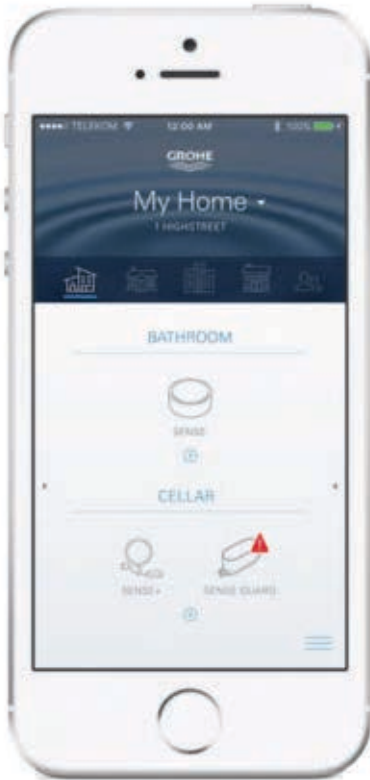 TELEKOM 12:00 AM 100%
GROHE
My Home
1 HIGHSTREET
BATHROOM
SENSE
CELLAR
SENSE+ SENSE GUARD